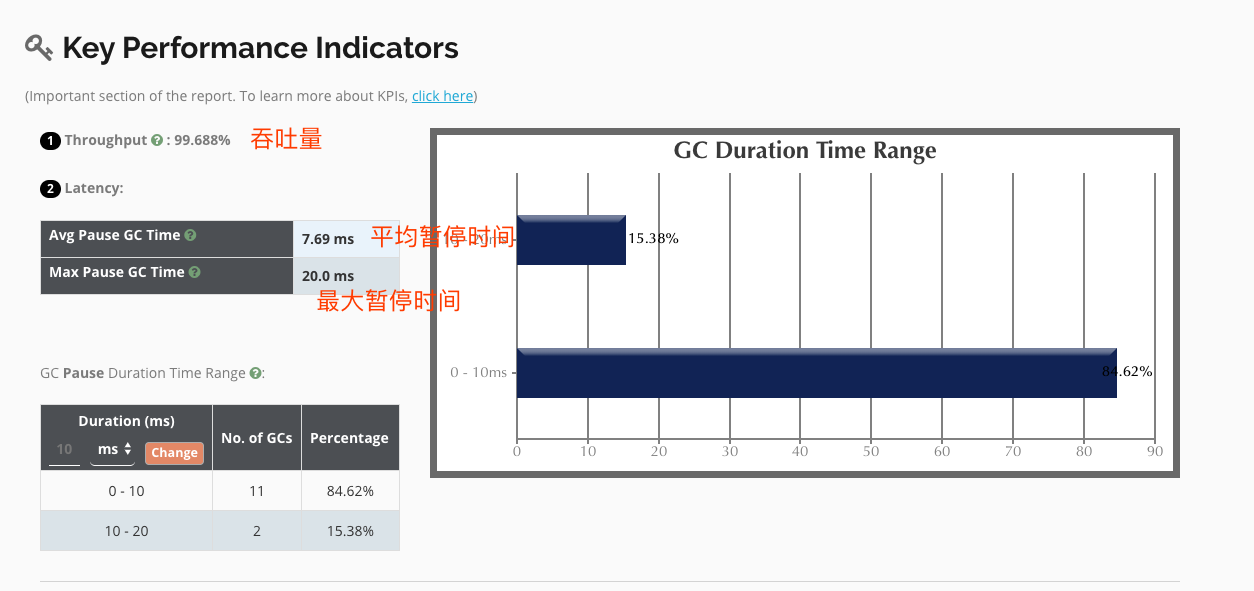 Key Performance Indicators
(Important section of the report. To learn more about KPIs, click here)
1 Throughput ? : 99.688% 吞吐量
2 Latency:
Avg Pause GC Time ? 7.69 ms 平均暂停时间
Max Pause GC Time ? 20.0 ms
最大暂停时间
GC Pause Duration Time Range ?:
Duration (ms) No. of GCs Percentage
10 ms Change
0 - 10 11 84.62%
10 - 20 2 15.38%
GC Duration Time Range
15.38%
0 - 10ms 84.62%
0 10 20 30 40 50 60 70 80 90